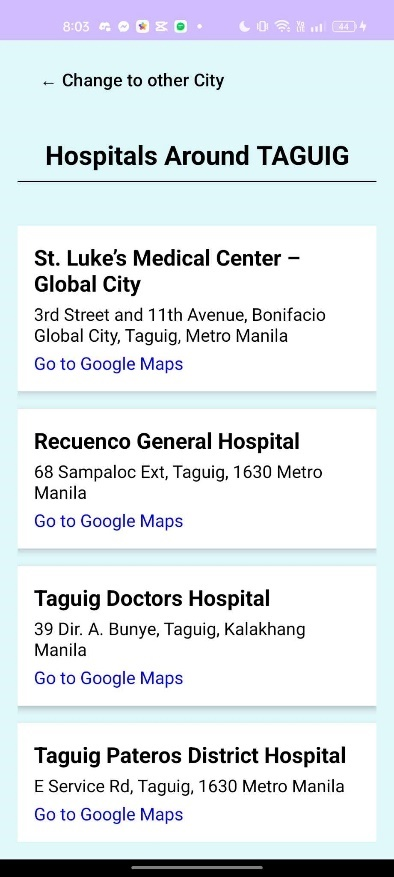 8:03
44
← Change to other City
Hospitals Around TAGUIG
St. Luke’s Medical Center –
Global City
3rd Street and 11th Avenue, Bonifacio
Global City, Taguig, Metro Manila
Go to Google Maps
Recuenco General Hospital
68 Sampaloc Ext, Taguig, 1630 Metro
Manila
Go to Google Maps
Taguig Doctors Hospital
39 Dir. A. Bunye, Taguig, Kalakhang
Manila
Go to Google Maps
Taguig Pateros District Hospital
E Service Rd, Taguig, 1630 Metro Manila
Go to Google Maps